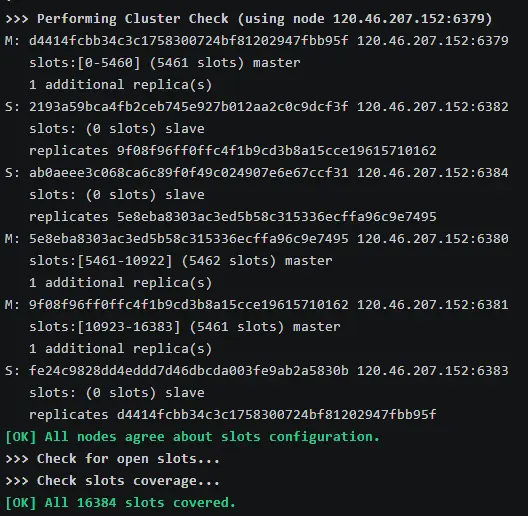 >>> Performing Cluster Check (using node 120.46.207.152:6379)
M: d4414fcbb34c3c1758300724bf81202947fbb95f 120.46.207.152:6379
   slots:[0-5460] (5461 slots) master
   1 additional replica(s)
S: 2193a59bca4fb2ceb745e927b012aa2c0c9dcf3f 120.46.207.152:6382
   slots: (0 slots) slave
   replicates 9f08f96ff0ffc4f1b9cd3b8a15cce19615710162
S: ab0aeee3c068ca6c89f0f49c024907e6e67ccf31 120.46.207.152:6384
   slots: (0 slots) slave
   replicates 5e8eba8303ac3ed5b58c315336ecffa96c9e7495
M: 5e8eba8303ac3ed5b58c315336ecffa96c9e7495 120.46.207.152:6380
   slots:[5461-10922] (5462 slots) master
   1 additional replica(s)
M: 9f08f96ff0ffc4f1b9cd3b8a15cce19615710162 120.46.207.152:6381
   slots:[10923-16383] (5461 slots) master
   1 additional replica(s)
S: fe24c9828dd4eddd7d46dbcda003fe9ab2a5830b 120.46.207.152:6383
   slots: (0 slots) slave
   replicates d4414fcbb34c3c1758300724bf81202947fbb95f
[OK] All nodes agree about slots configuration.
>>> Check for open slots...
>>> Check slots coverage...
[OK] All 16384 slots covered.